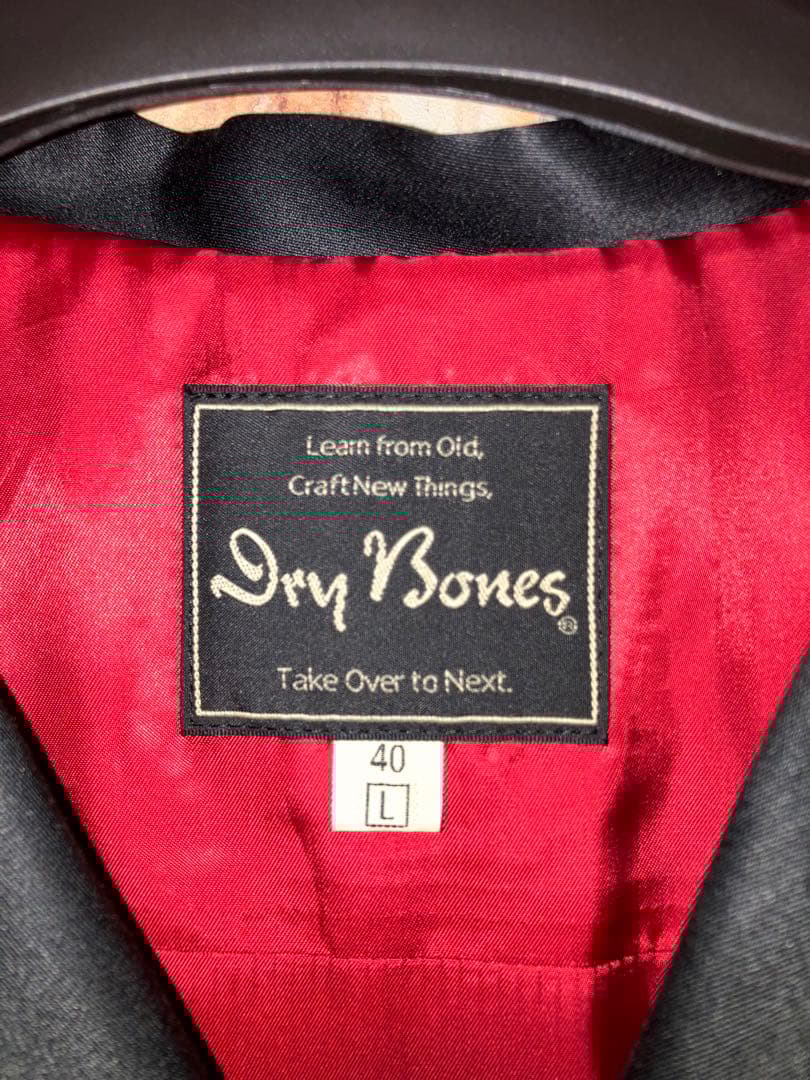 Learn from Old,
Craft New Things,
Dry Bones®
Take Over to Next.
40
L